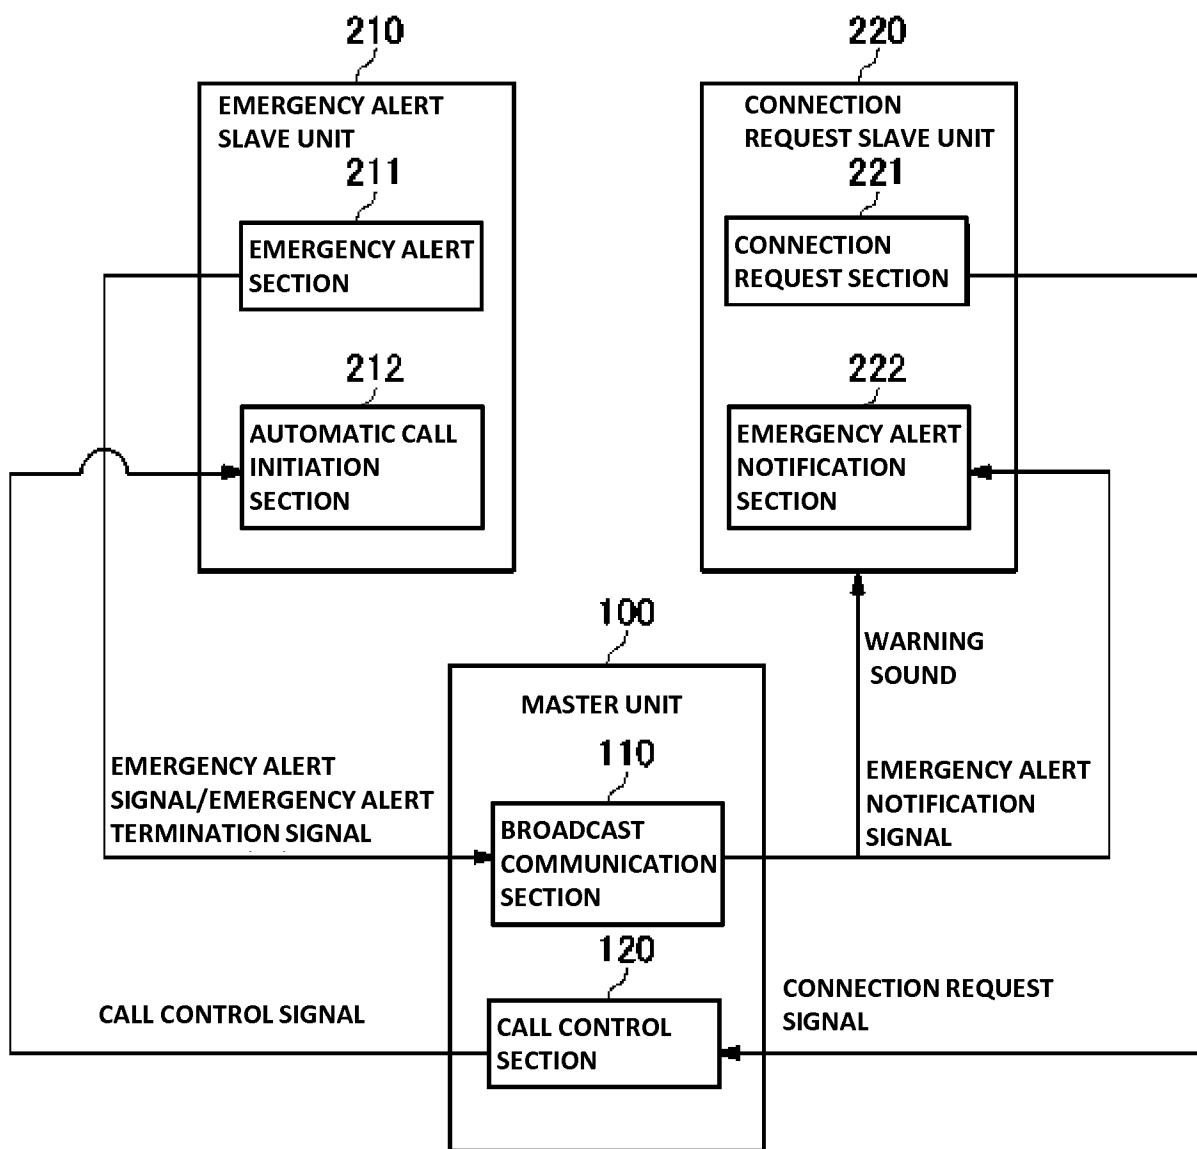 210
EMERGENCY ALERT
SLAVE UNIT
211
EMERGENCY ALERT
SECTION
212
AUTOMATIC CALL
INITIATION
SECTION
220
CONNECTION
REQUEST SLAVE UNIT
221
CONNECTION
REQUEST SECTION
222
EMERGENCY ALERT
NOTIFICATION
SECTION
WARNING
SOUND
100
MASTER UNIT
110
BROADCAST
COMMUNICATION
SECTION
120
CALL CONTROL
SECTION
EMERGENCY ALERT
SIGNAL/EMERGENCY ALERT
TERMINATION SIGNAL
EMERGENCY ALERT
NOTIFICATION
SIGNAL
CALL CONTROL SIGNAL
CONNECTION REQUEST
SIGNAL